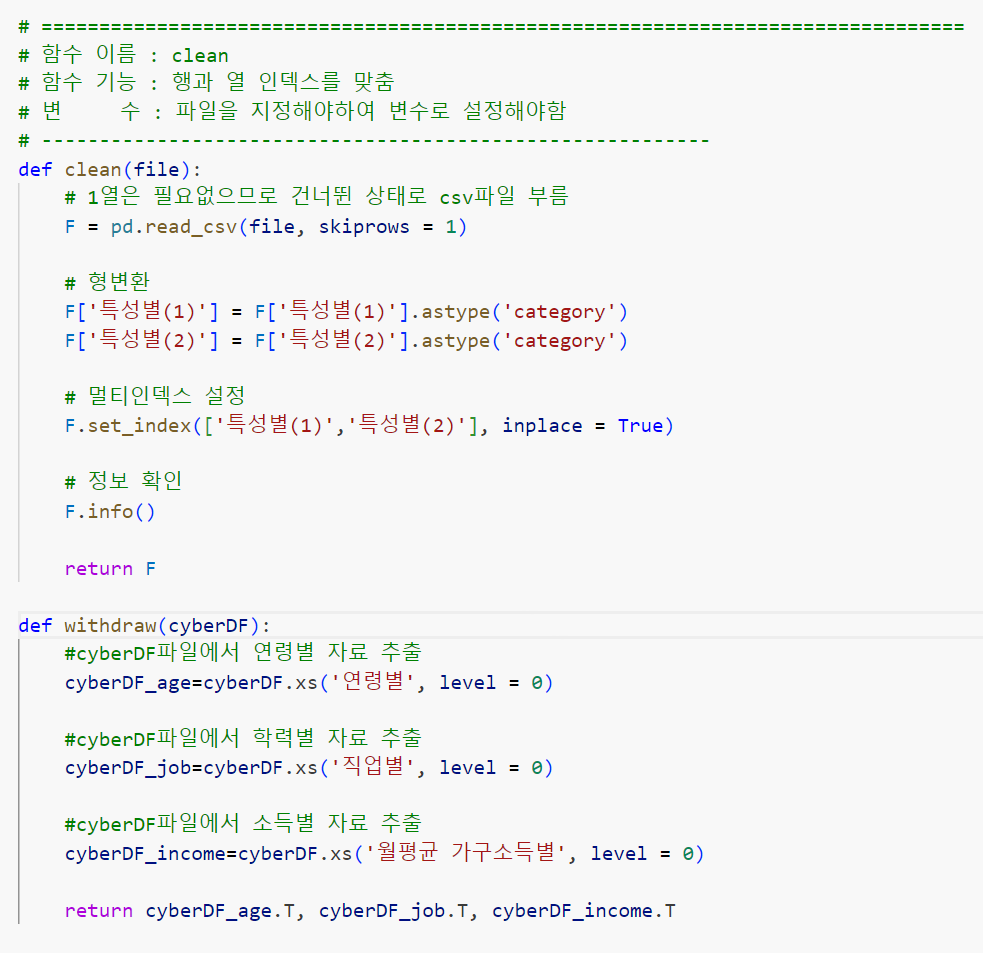 # ================================================================================
# 함수 이름 : clean
# 함수 기능 : 행과 열 인덱스를 맞춤
# 변     수 : 파일을 지정해야하여 변수로 설정해야함
# ----------------------------------------------------------
def clean(file):
    # 1열은 필요없으므로 건너뛴 상태로 csv파일 부름
    F = pd.read_csv(file, skiprows = 1)
    # 형변환
    F['특성별(1)'] = F['특성별(1)'].astype('category')
    F['특성별(2)'] = F['특성별(2)'].astype('category')
    # 멀티인덱스 설정
    F.set_index(['특성별(1)','특성별(2)'], inplace = True)
    # 정보 확인
    F.info()
    return F
def withdraw(cyberDF):
    #cyberDF파일에서 연령별 자료 추출
    cyberDF_age=cyberDF.xs('연령별', level = 0)
    #cyberDF파일에서 학력별 자료 추출
    cyberDF_job=cyberDF.xs('직업별', level = 0)
    #cyberDF파일에서 소득별 자료 추출
    cyberDF_income=cyberDF.xs('월평균 가구소득별', level = 0)
    return cyberDF_age.T, cyberDF_job.T, cyberDF_income.T